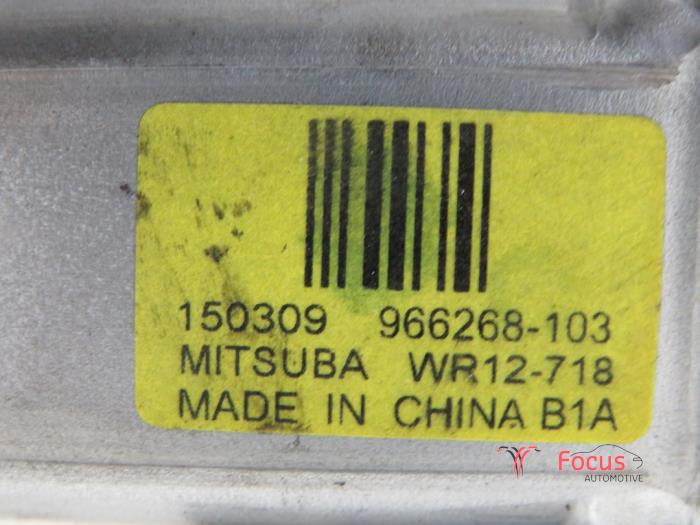 150309 966268-103
MITSUBA WR12-718
MADE IN CHINA B1A
Focus
AUTOMOTIVE